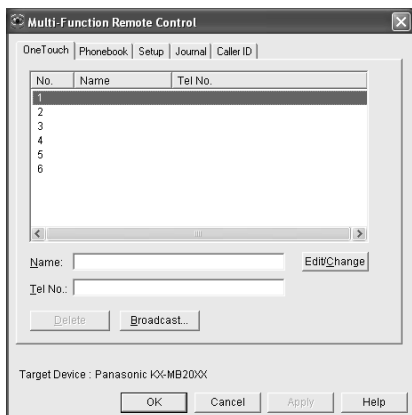 Multi-Function Remote Control
OneTouch Phonebook Setup Journal Caller ID
No. Name Tel No.
1
2
3
4
5
6
Name: Edit/Change
Tel No.:
Delete Broadcast...
Target Device : Panasonic KX-MB20XX
OK Cancel Apply Help